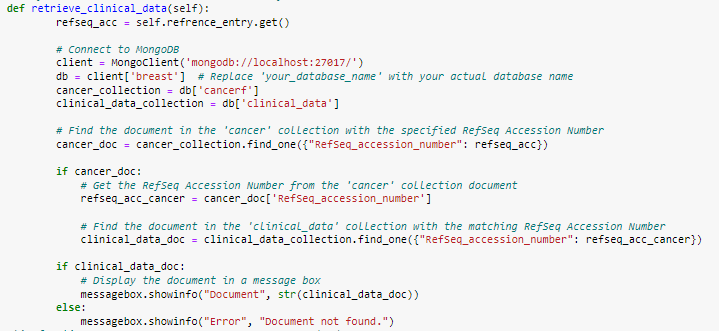 def retrieve_clinical_data(self):
refseq_acc = self.refrence_entry.get()
# Connect to MongoDB
client = MongoClient('mongodb://localhost:27017/')
db = client['breast']  # Replace 'your_database_name' with your actual database name
cancer_collection = db['cancerf']
clinical_data_collection = db['clinical_data']
# Find the document in the 'cancer' collection with the specified RefSeq Accession Number
cancer_doc = cancer_collection.find_one({"RefSeq_accession_number": refseq_acc})
if cancer_doc:
# Get the RefSeq Accession Number from the 'cancer' collection document
refseq_acc_cancer = cancer_doc['RefSeq_accession_number']
# Find the document in the 'clinical_data' collection with the matching RefSeq Accession Number
clinical_data_doc = clinical_data_collection.find_one({"RefSeq_accession_number": refseq_acc_cancer})
if clinical_data_doc:
# Display the document in a message box
messagebox.showinfo("Document", str(clinical_data_doc))
else:
messagebox.showinfo("Error", "Document not found.")